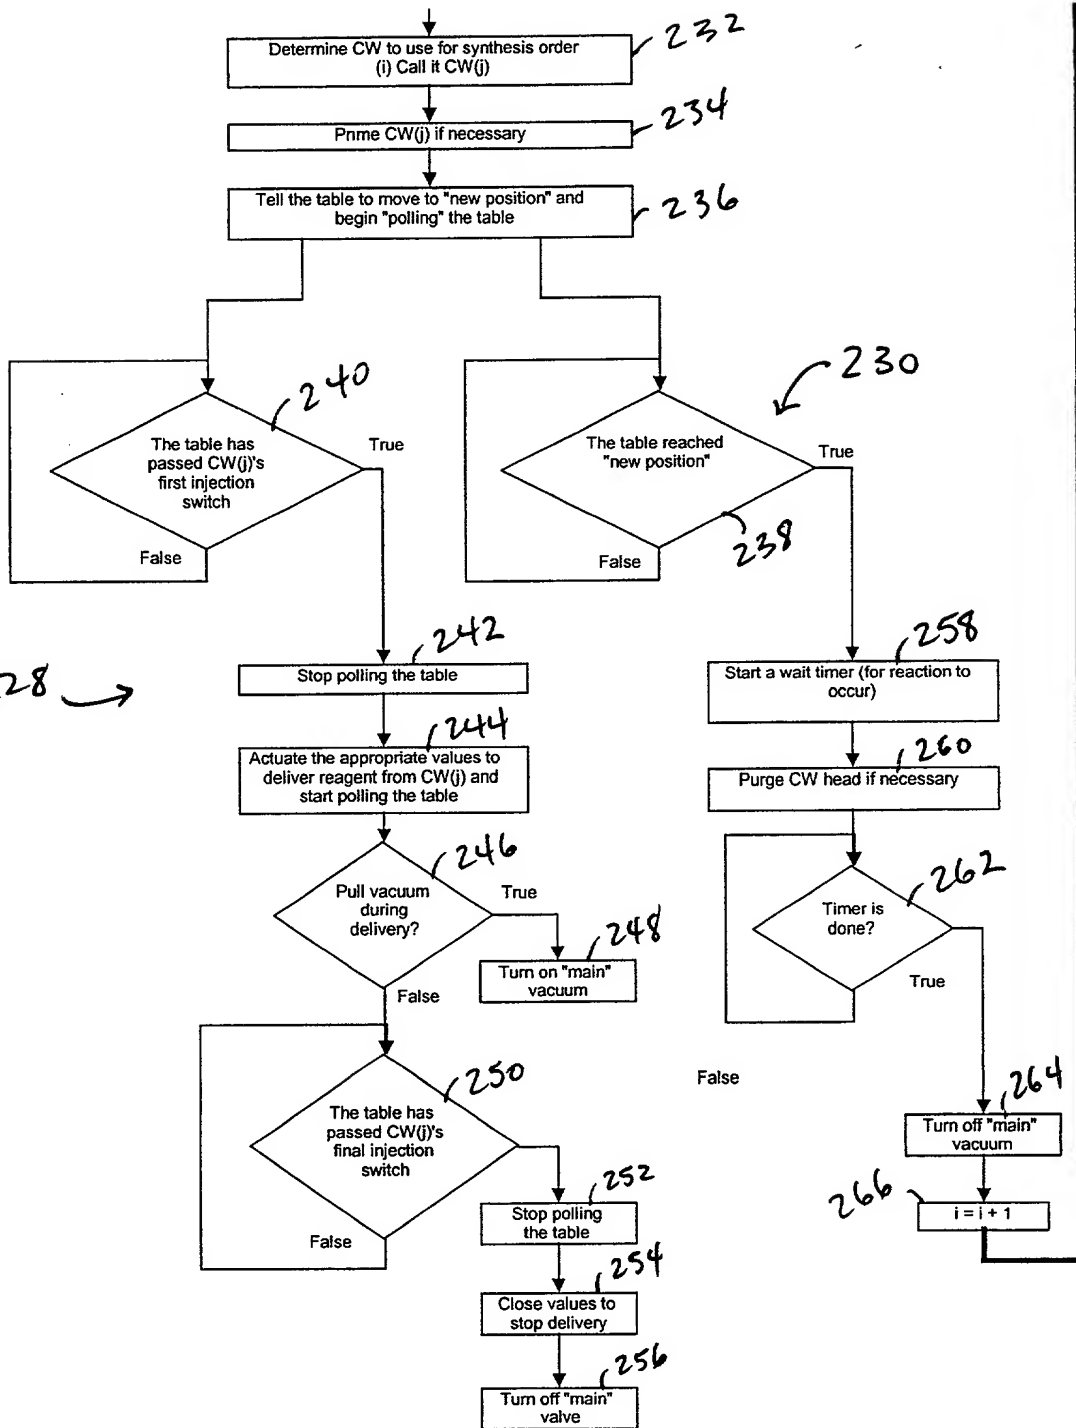 Determine CW to use for synthesis order
(i) Call it CW(j)
232
Pnme CW(j) if necessary
234
Tell the table to move to "new position" and
begin "polling" the table
236
240
The table has
passed CW(j)'s
first injection
switch
True
False
230
The table reached
"new position"
True
238
False
28
242
Stop polling the table
244
Actuate the appropriate values to
deliver reagent from CW(j) and
start polling the table
246
Pull vacuum
during
delivery?
True
248
Turn on "main"
vacuum
False
250
The table has
passed CW(j)'s
final injection
switch
False
252
Stop polling
the table
254
Close values to
stop delivery
256
Turn off "main"
valve
258
Start a wait timer (for reaction to
occur)
260
Purge CW head if necessary
262
Timer is
done?
True
False
264
Turn off "main"
vacuum
266
i = i + 1